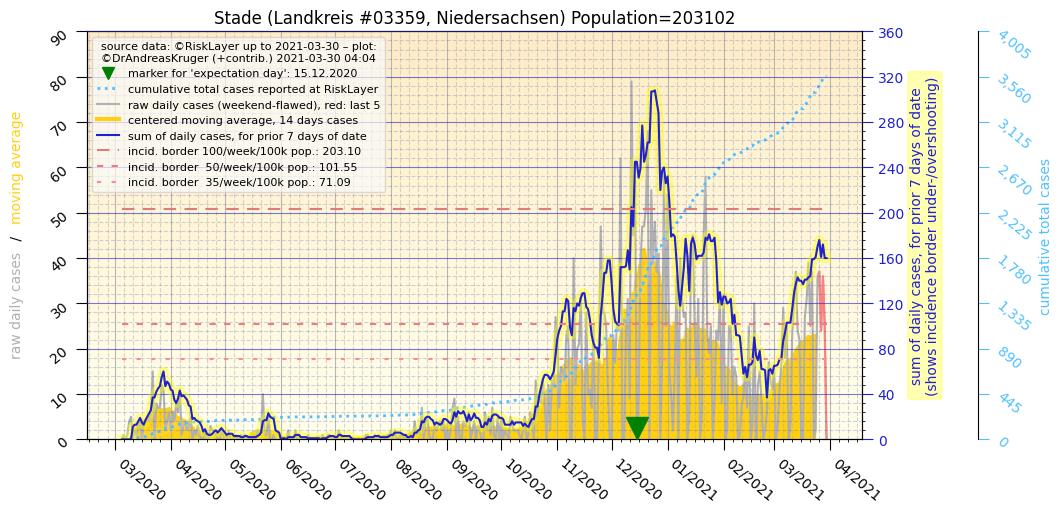 Stade (Landkreis #03359, Niedersachsen) Population=203102
source data: ©RiskLayer up to 2021-03-30 – plot:
©DrAndreasKruger (+contrib.) 2021-03-30 04:04
marker for 'expectation day': 15.12.2020
cumulative total cases reported at RiskLayer
raw daily cases (weekend-flawed), red: last 5
centered moving average, 14 days cases
sum of daily cases, for prior 7 days of date
incid. border 100/week/100k pop.: 203.10
incid. border  50/week/100k pop.: 101.55
incid. border  35/week/100k pop.: 71.09
raw daily cases / moving average
90
80
70
60
50
40
30
20
10
0
03/2020
04/2020
05/2020
06/2020
07/2020
08/2020
09/2020
10/2020
11/2020
12/2020
01/2021
02/2021
03/2021
04/2021
360
320
280
240
200
160
120
80
40
0
sum of daily cases, for prior 7 days of date
(shows incidence border under-/overshooting)
4,005
3,560
3,115
2,670
2,225
1,780
1,335
890
445
0
cumulative total cases